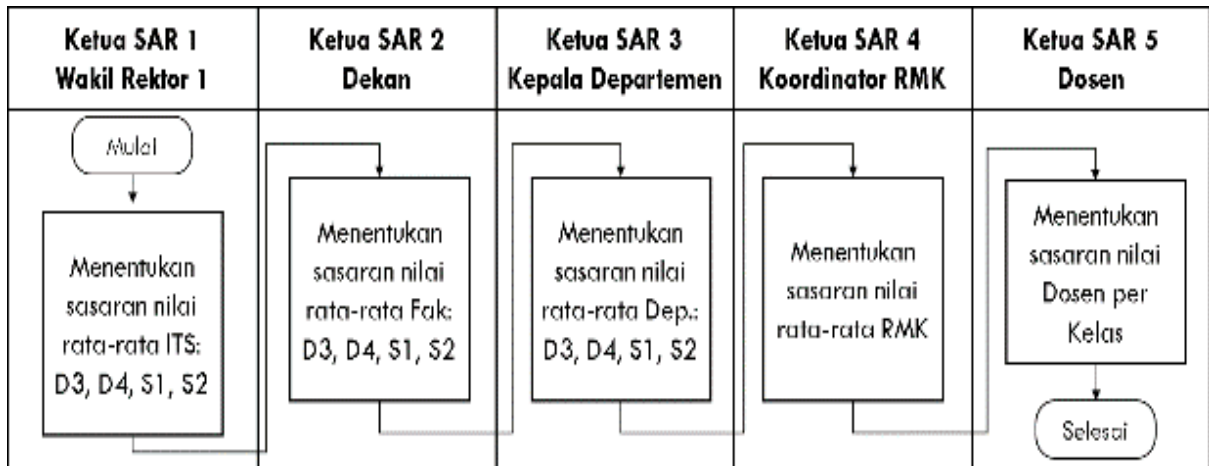 Ketua SAR 1
Wakil Rektor 1
Ketua SAR 2
Dekan
Ketua SAR 3
Kepala Departemen
Ketua SAR 4
Koordinator RMK
Ketua SAR 5
Dosen
Mulai
Menentukan
sasaran nilai
rata-rata ITS:
D3, D4, S1, S2
Menentukan
sasaran nilai
rata-rata Fak:
D3, D4, S1, S2
Menentukan
sasaran nilai
rata-rata Dep.:
D3, D4, S1, S2
Menentukan
sasaran nilai
rata-rata RMK
Menentukan
sasaran nilai
Dosen per
Kelas
Selesai